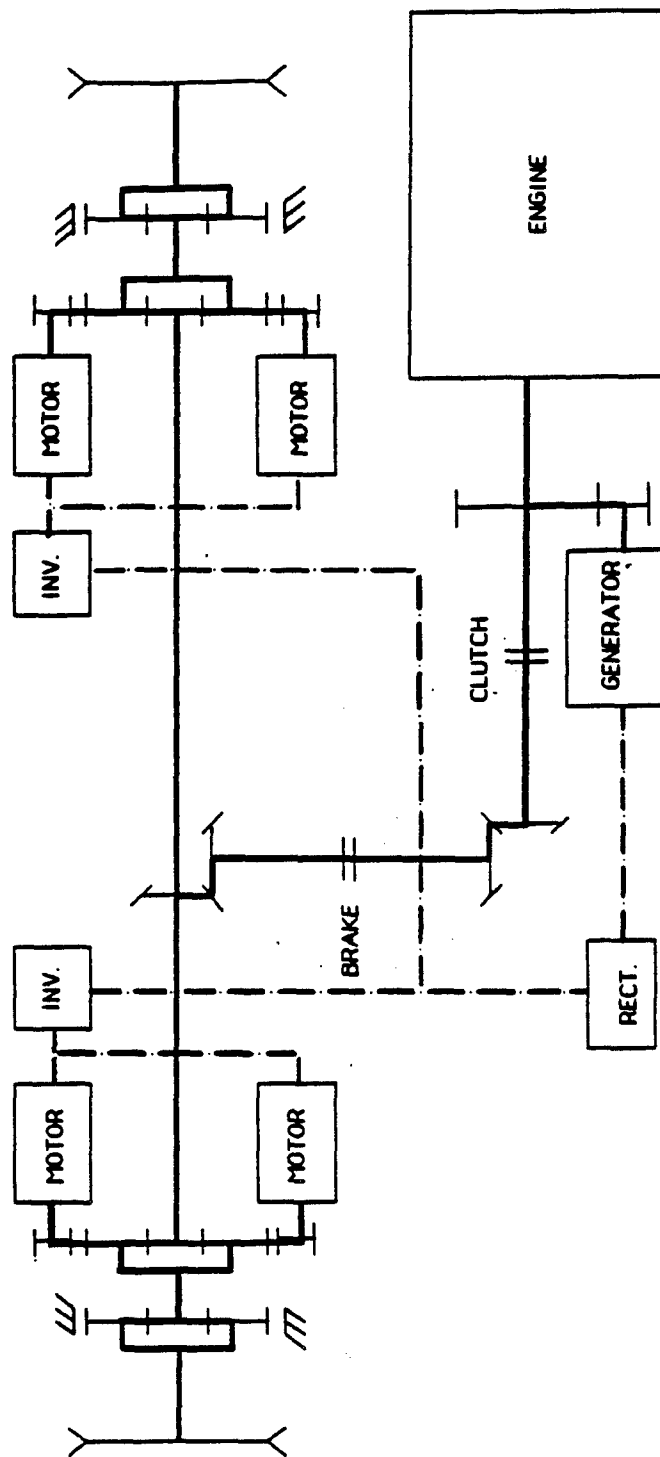 MOTOR
INV.
INV.
MOTOR
MOTOR
MOTOR
BRAKE
CLUTCH
ENGINE
RECT.
GENERATOR